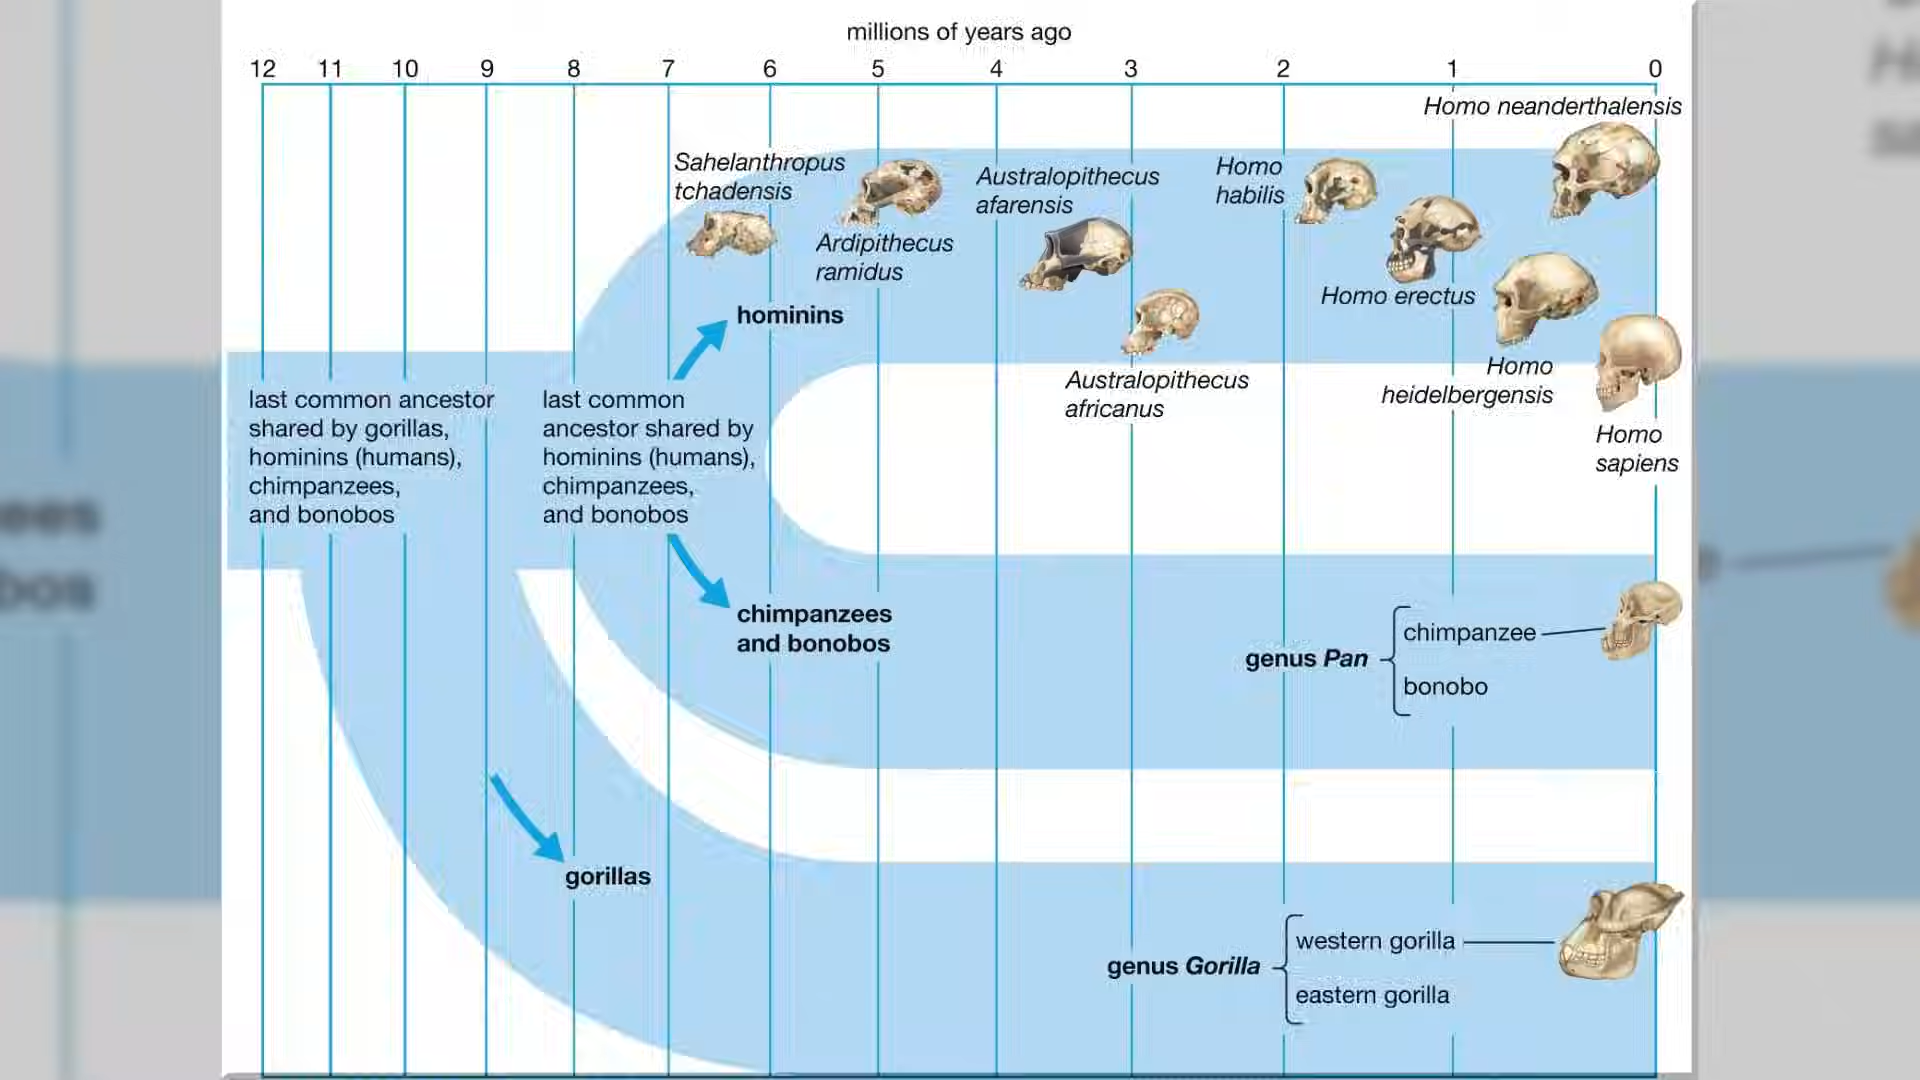 millions of years ago
12 11 10 9 8 7 6 5 4 3 2 1 0
Homo neanderthalensis
Sahelanthropus
tchadensis
Ardipithecus
ramidus
Australopithecus
afarensis
Homo
habilis
Homo erectus
hominins
Australopithecus
africanus
Homo
heidelbergensis
Homo
sapiens
last common ancestor
shared by gorillas,
hominins (humans),
chimpanzees,
and bonobos
last common
ancestor shared by
hominins (humans),
chimpanzees,
and bonobos
chimpanzees
and bonobos
genus Pan
chimpanzee
bonobo
gorillas
genus Gorilla
western gorilla
eastern gorilla